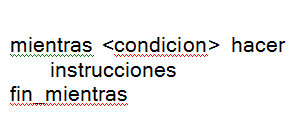 mientras <condicion> hacer
instrucciones
fin_mientras